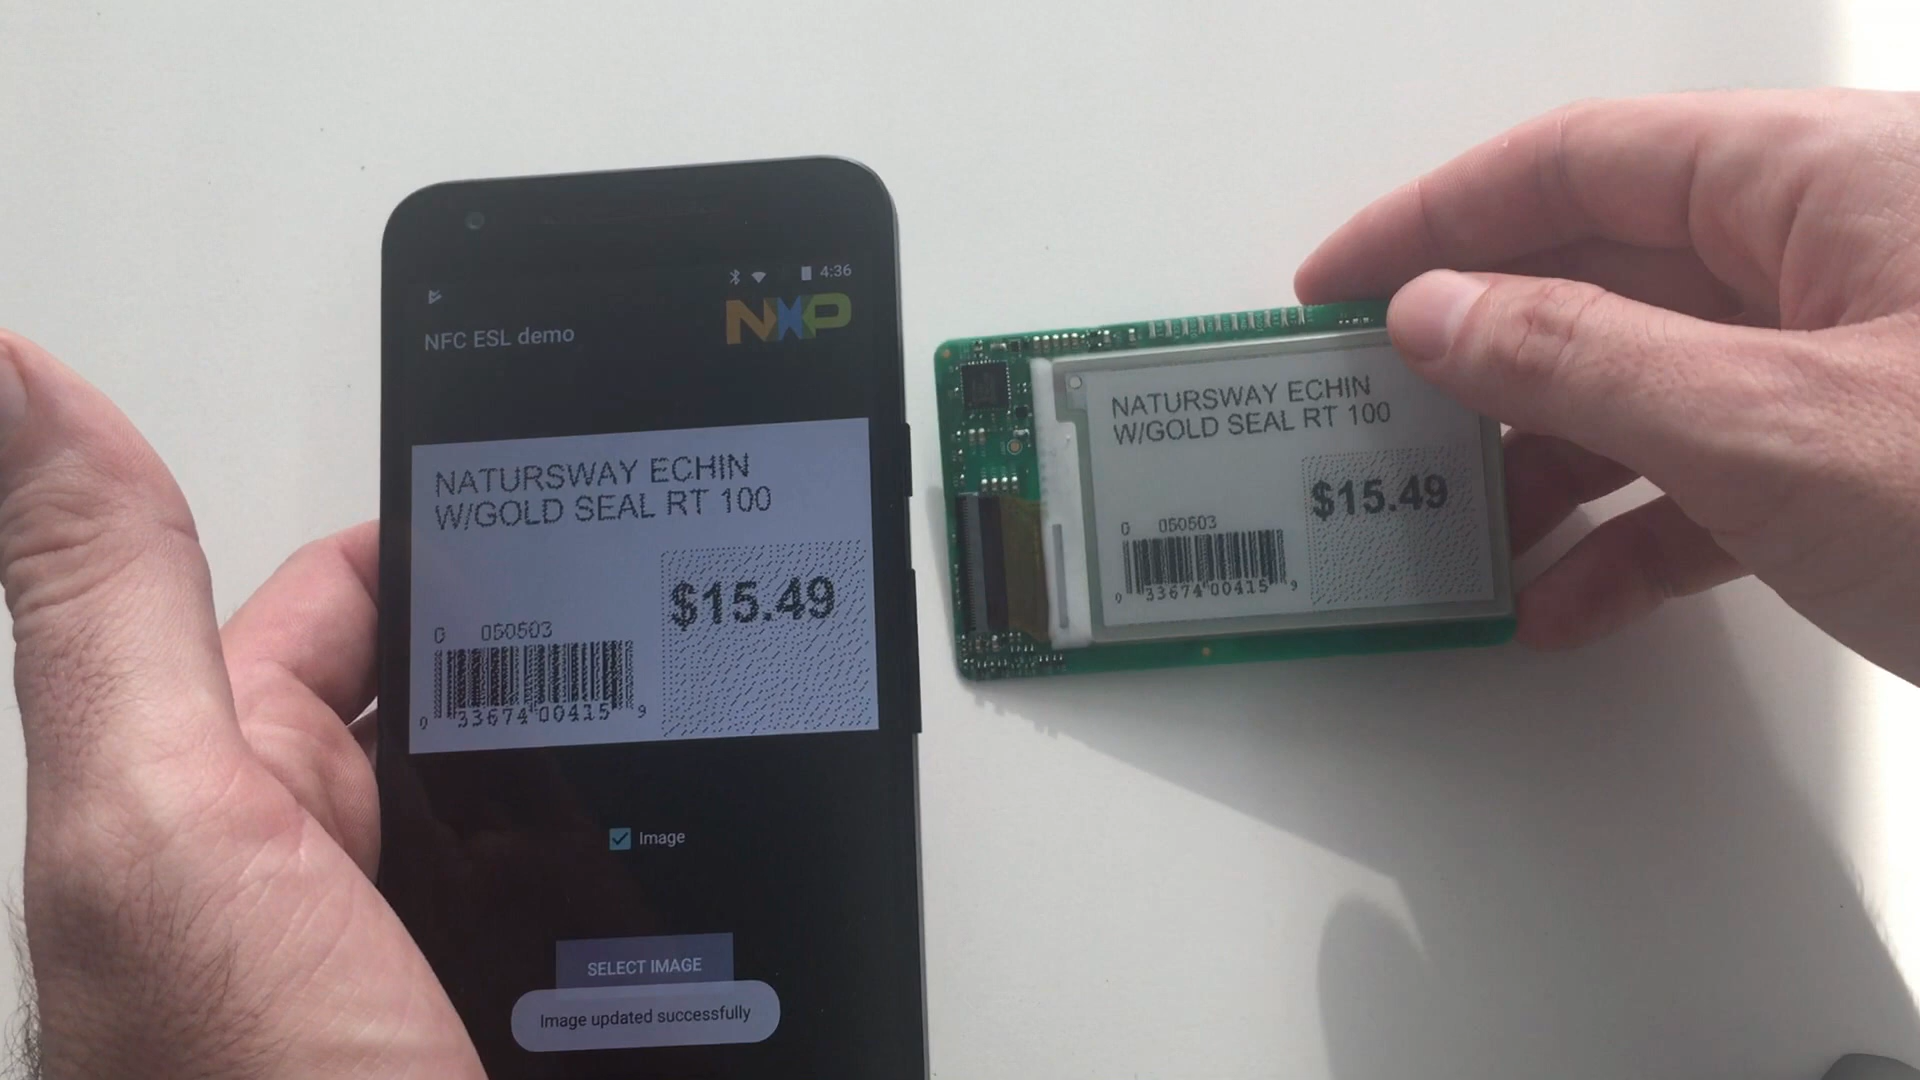 4:36
NXP
NFC ESL demo
NATURSWAY ECHIN
W/GOLD SEAL RT 100
$15.49
0 050503
0 33674 00415 9
Image
SELECT IMAGE
Image updated successfully
NATURSWAY ECHIN
W/GOLD SEAL RT 100
$15.49
0 050503
0 33674 00415 9